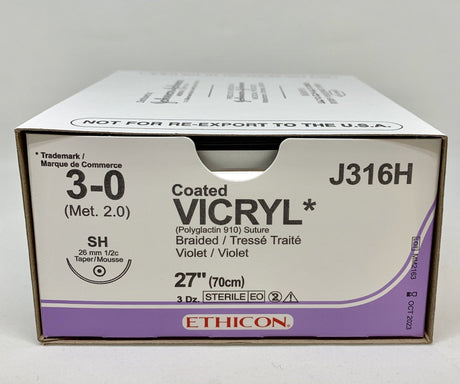 NOT FOR RE-EXPORT TO THE U.S.A.
* Trademark /
Marque de Commerce
3-0
(Met. 2.0)
SH
26 mm 1/2c
Taper/Mousse
Coated
VICRYL*
(Polyglactin 910) Suture
Braided / Tressé Traité
Violet / Violet
27" (70cm)
3 Dz. STERILE EO 2
J316H
OCT 2023
ETHICON